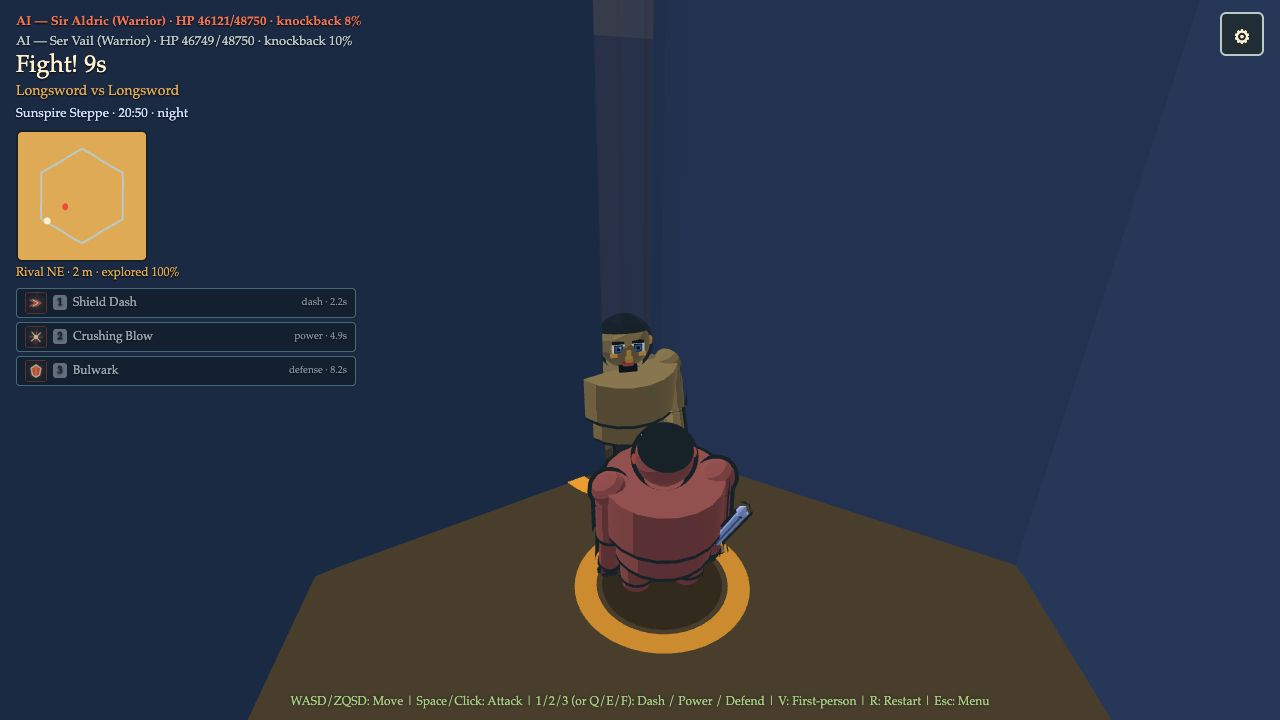 AI — Sir Aldric (Warrior) · HP 46121/48750 · knockback 8%
AI — Ser Vail (Warrior) · HP 46749/48750 · knockback 10%
Fight! 9s
Longsword vs Longsword
Sunspire Steppe · 20:50 · night
Rival NE · 2 m · explored 100%
1 Shield Dash dash · 2.2s
2 Crushing Blow power · 4.9s
3 Bulwark defense · 8.2s
WASD/ZQSD: Move | Space/Click: Attack | 1/2/3 (or Q/E/F): Dash / Power / Defend | V: First-person | R: Restart | Esc: Menu